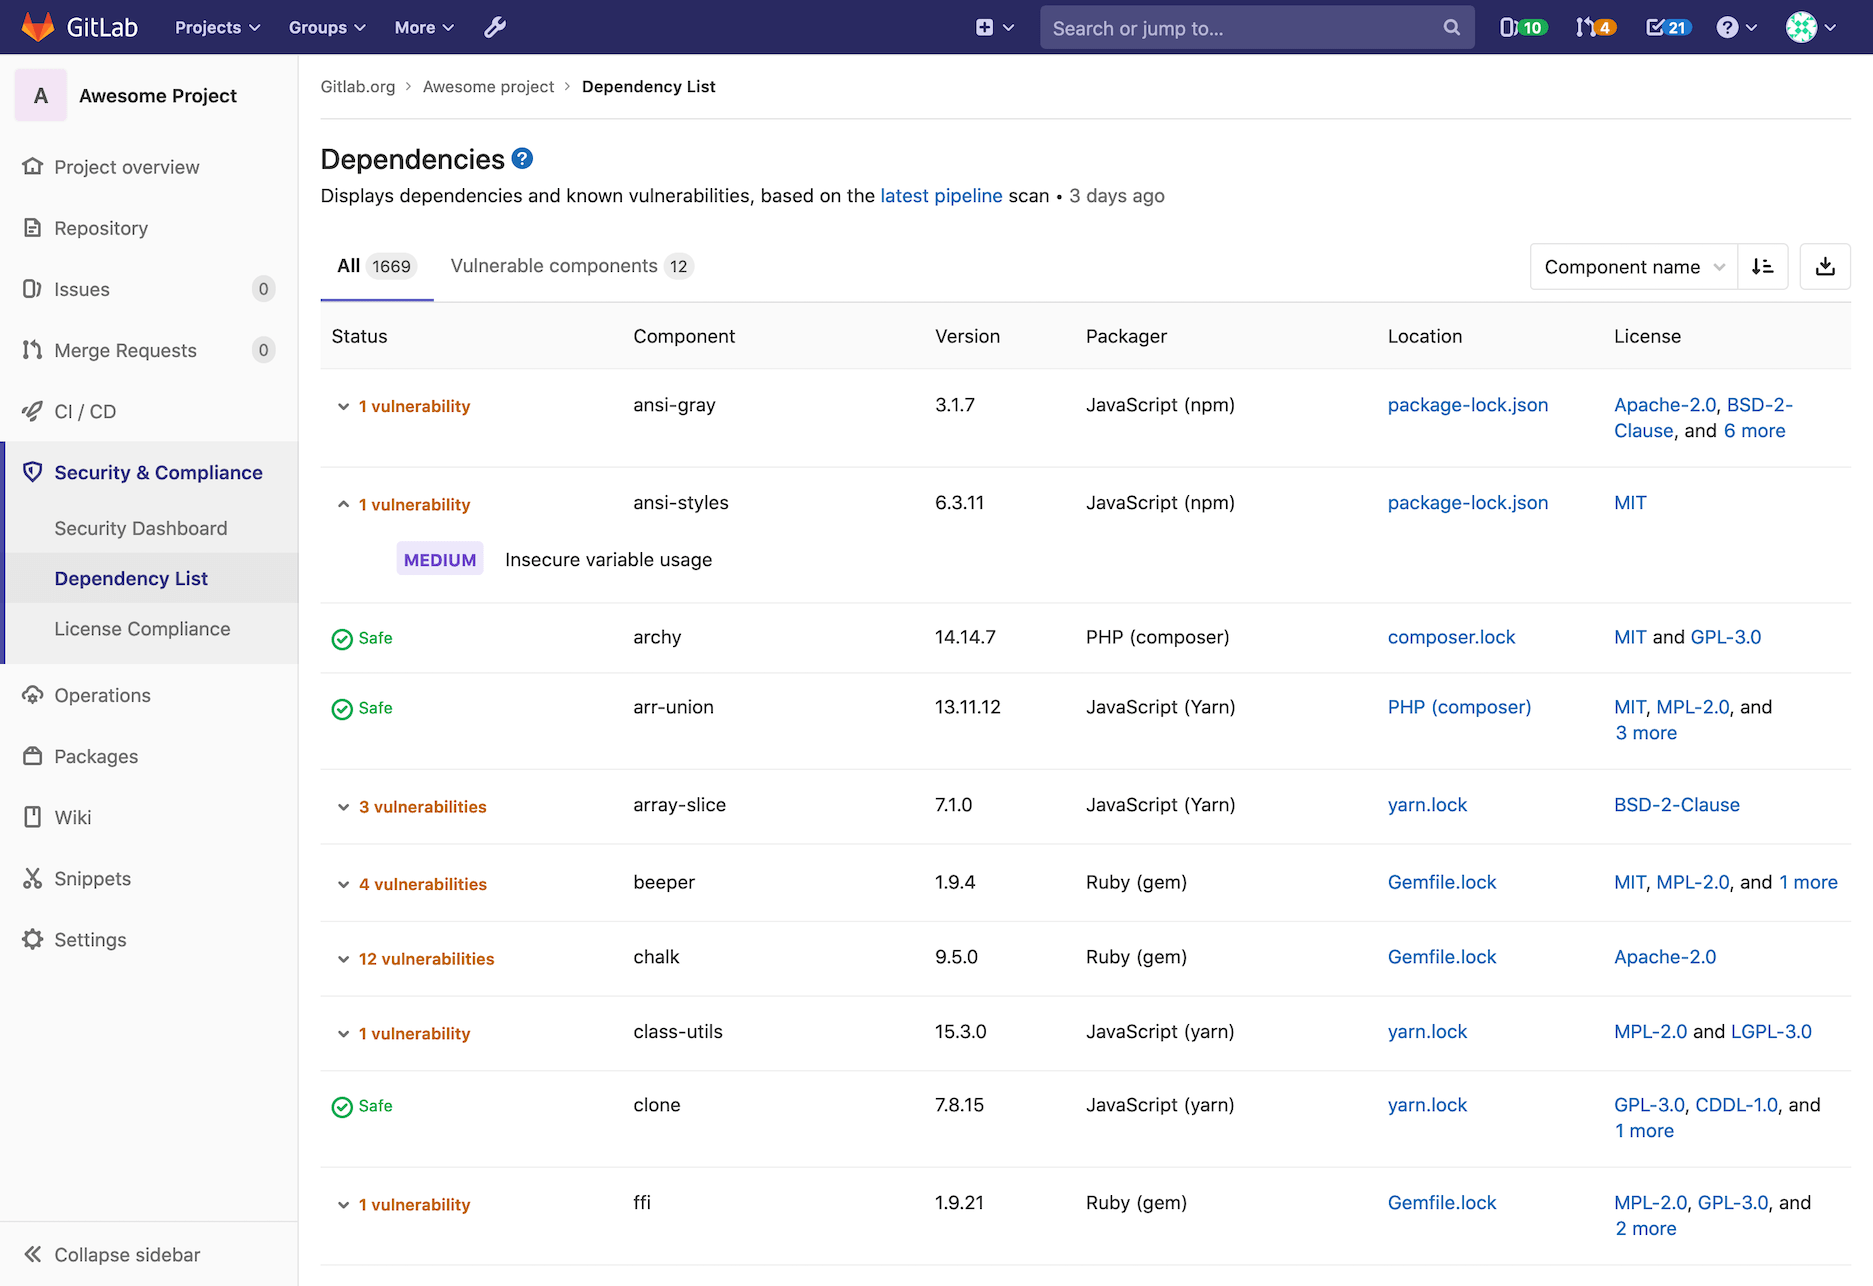 GitLab Projects Groups More Search or jump to... 10 4 21
A Awesome Project
Project overview
Repository
Issues 0
Merge Requests 0
CI / CD
Security & Compliance
Security Dashboard
Dependency List
License Compliance
Operations
Packages
Wiki
Snippets
Settings
Collapse sidebar
Gitlab.org › Awesome project › Dependency List
Dependencies ?
Displays dependencies and known vulnerabilities, based on the latest pipeline scan • 3 days ago
All 1669 Vulnerable components 12 Component name
Status Component Version Packager Location License
1 vulnerability ansi-gray 3.1.7 JavaScript (npm) package-lock.json Apache-2.0, BSD-2-
Clause, and 6 more
1 vulnerability ansi-styles 6.3.11 JavaScript (npm) package-lock.json MIT
MEDIUM Insecure variable usage
Safe archy 14.14.7 PHP (composer) composer.lock MIT and GPL-3.0
Safe arr-union 13.11.12 JavaScript (Yarn) PHP (composer) MIT, MPL-2.0, and
3 more
3 vulnerabilities array-slice 7.1.0 JavaScript (Yarn) yarn.lock BSD-2-Clause
4 vulnerabilities beeper 1.9.4 Ruby (gem) Gemfile.lock MIT, MPL-2.0, and 1 more
12 vulnerabilities chalk 9.5.0 Ruby (gem) Gemfile.lock Apache-2.0
1 vulnerability class-utils 15.3.0 JavaScript (yarn) yarn.lock MPL-2.0 and LGPL-3.0
Safe clone 7.8.15 JavaScript (yarn) yarn.lock GPL-3.0, CDDL-1.0, and
1 more
1 vulnerability ffi 1.9.21 Ruby (gem) Gemfile.lock MPL-2.0, GPL-3.0, and
2 more